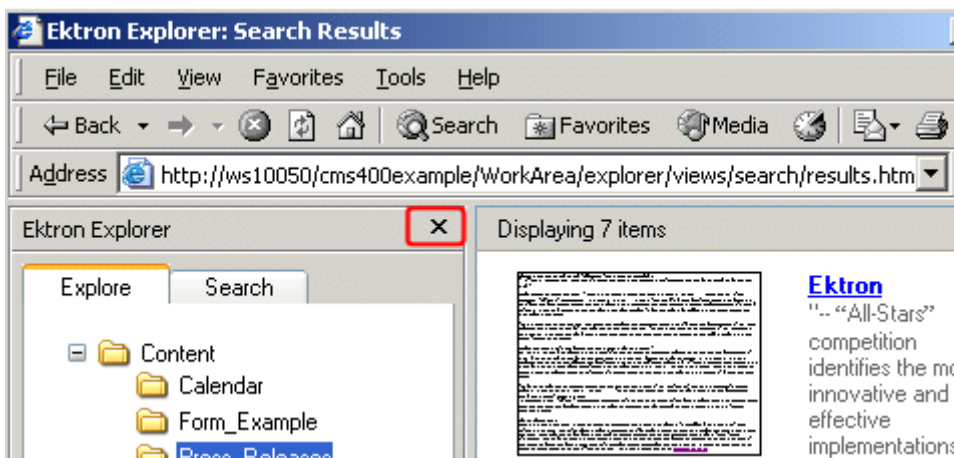 Ektron Explorer: Search Results
File Edit View Favorites Tools Help
Back Search Favorites Media
Address http://ws10050/cms400example/WorkArea/explorer/views/search/results.htm
Ektron Explorer
Displaying 7 items
Explore Search
Content
Calendar
Form_Example
Press_Releases
Ektron
"-- “All-Stars”
competition
identifies the mo
innovative and
effective
implementations